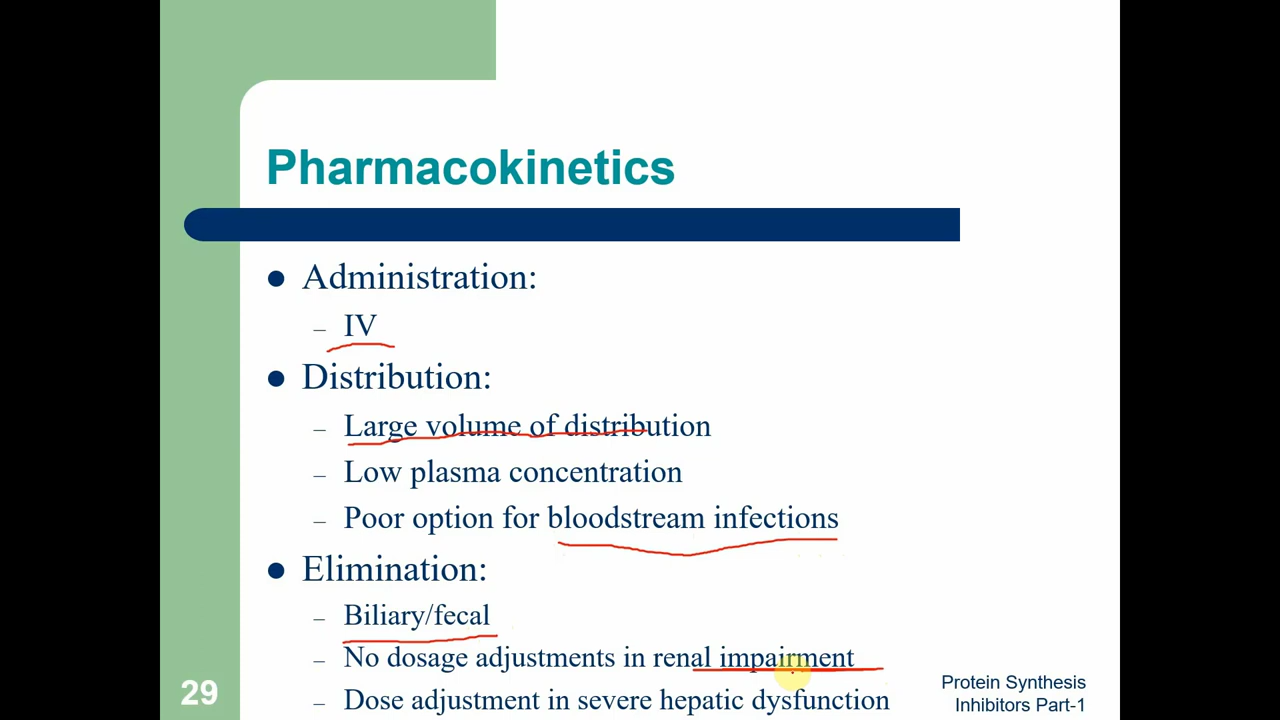 Pharmacokinetics
Administration:
– IV
Distribution:
– Large volume of distribution
– Low plasma concentration
– Poor option for bloodstream infections
Elimination:
– Biliary/fecal
– No dosage adjustments in renal impairment
– Dose adjustment in severe hepatic dysfunction
29
Protein Synthesis
Inhibitors Part-1